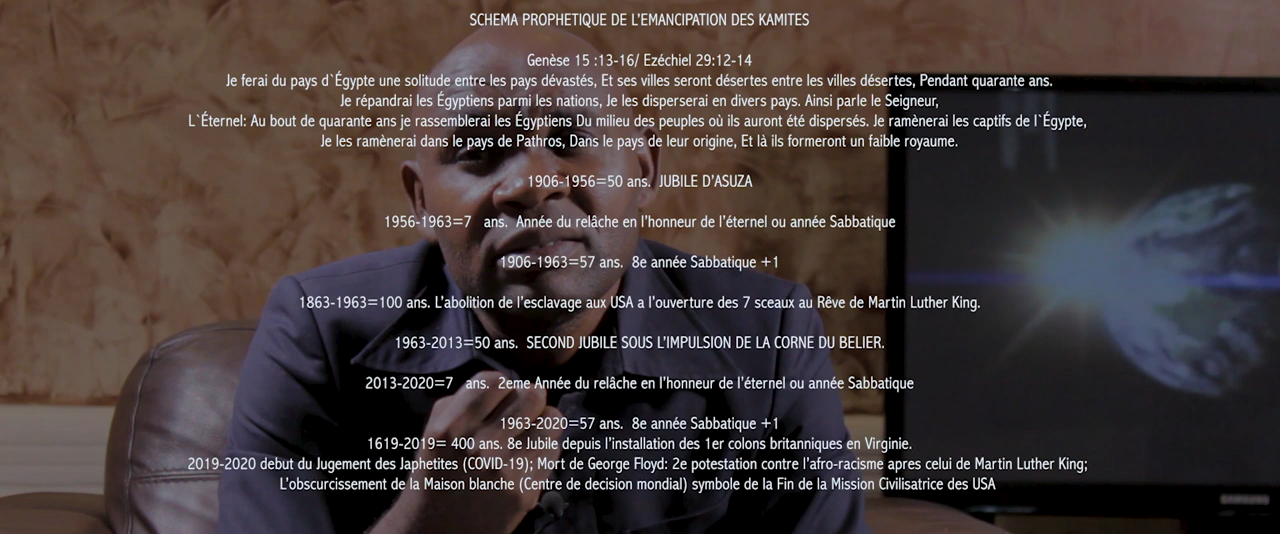 SCHEMA PROPHETIQUE DE L'EMANCIPATION DES KAMITES
Genèse 15 :13-16/ Ezéchiel 29:12-14
Je ferai du pays d`Égypte une solitude entre les pays dévastés, Et ses villes seront désertes entre les villes désertes, Pendant quarante ans.
Je répandrai les Égyptiens parmi les nations, Je les disperserai en divers pays. Ainsi parle le Seigneur,
L`Éternel: Au bout de quarante ans je rassemblerai les Égyptiens Du milieu des peuples où ils auront été dispersés. Je ramènerai les captifs de l`Égypte,
Je les ramènerai dans le pays de Pathros, Dans le pays de leur origine, Et là ils formeront un faible royaume.
1906-1956=50 ans. JUBILE D'ASUZA
1956-1963=7 ans. Année du relâche en l'honneur de l'éternel ou année Sabbatique
1906-1963=57 ans. 8e année Sabbatique +1
1863-1963=100 ans. L'abolition de l'esclavage aux USA a l'ouverture des 7 sceaux au Rêve de Martin Luther King.
1963-2013=50 ans. SECOND JUBILE SOUS L'IMPULSION DE LA CORNE DU BELIER.
2013-2020=7 ans. 2eme Année du relâche en l'honneur de l'éternel ou année Sabbatique
1963-2020=57 ans. 8e année Sabbatique +1
1619-2019= 400 ans. 8e Jubile depuis l'installation des 1er colons britanniques en Virginie.
2019-2020 debut du Jugement des Japhetites (COVID-19); Mort de George Floyd: 2e potestation contre l'afro-racisme apres celui de Martin Luther King;
L'obscurcissement de la Maison blanche (Centre de decision mondial) symbole de la Fin de la Mission Civilisatrice des USA
SAMSUNG